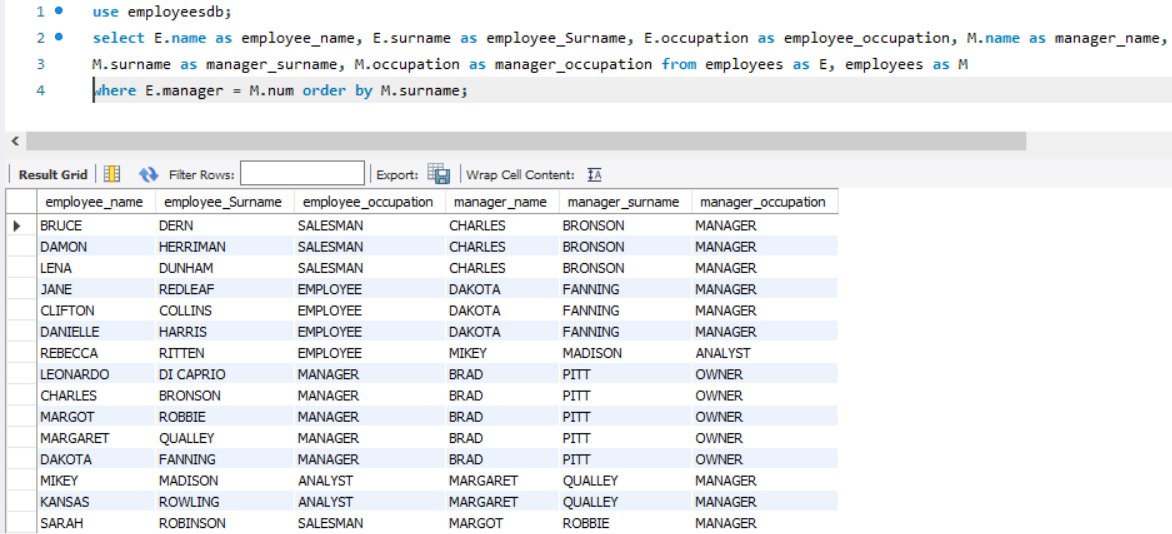 1 use employeesdb;
2 select E.name as employee_name, E.surname as employee_Surname, E.occupation as employee_occupation, M.name as manager_name,
3 M.surname as manager_surname, M.occupation as manager_occupation from employees as E, employees as M
4 where E.manager = M.num order by M.surname;
Result Grid Filter Rows: Export: Wrap Cell Content: IA
employee_name employee_Surname employee_occupation manager_name manager_surname manager_occupation
BRUCE DERN SALESMAN CHARLES BRONSON MANAGER
DAMON HERRIMAN SALESMAN CHARLES BRONSON MANAGER
LENA DUNHAM SALESMAN CHARLES BRONSON MANAGER
JANE REDLEAF EMPLOYEE DAKOTA FANNING MANAGER
CLIFTON COLLINS EMPLOYEE DAKOTA FANNING MANAGER
DANIELLE HARRIS EMPLOYEE DAKOTA FANNING MANAGER
REBECCA RITTEN EMPLOYEE MIKEY MADISON ANALYST
LEONARDO DI CAPRIO MANAGER BRAD PITT OWNER
CHARLES BRONSON MANAGER BRAD PITT OWNER
MARGOT ROBBIE MANAGER BRAD PITT OWNER
MARGARET QUALLEY MANAGER BRAD PITT OWNER
DAKOTA FANNING MANAGER BRAD PITT OWNER
MIKEY MADISON ANALYST MARGARET QUALLEY MANAGER
KANSAS ROWLING ANALYST MARGARET QUALLEY MANAGER
SARAH ROBINSON SALESMAN MARGOT ROBBIE MANAGER